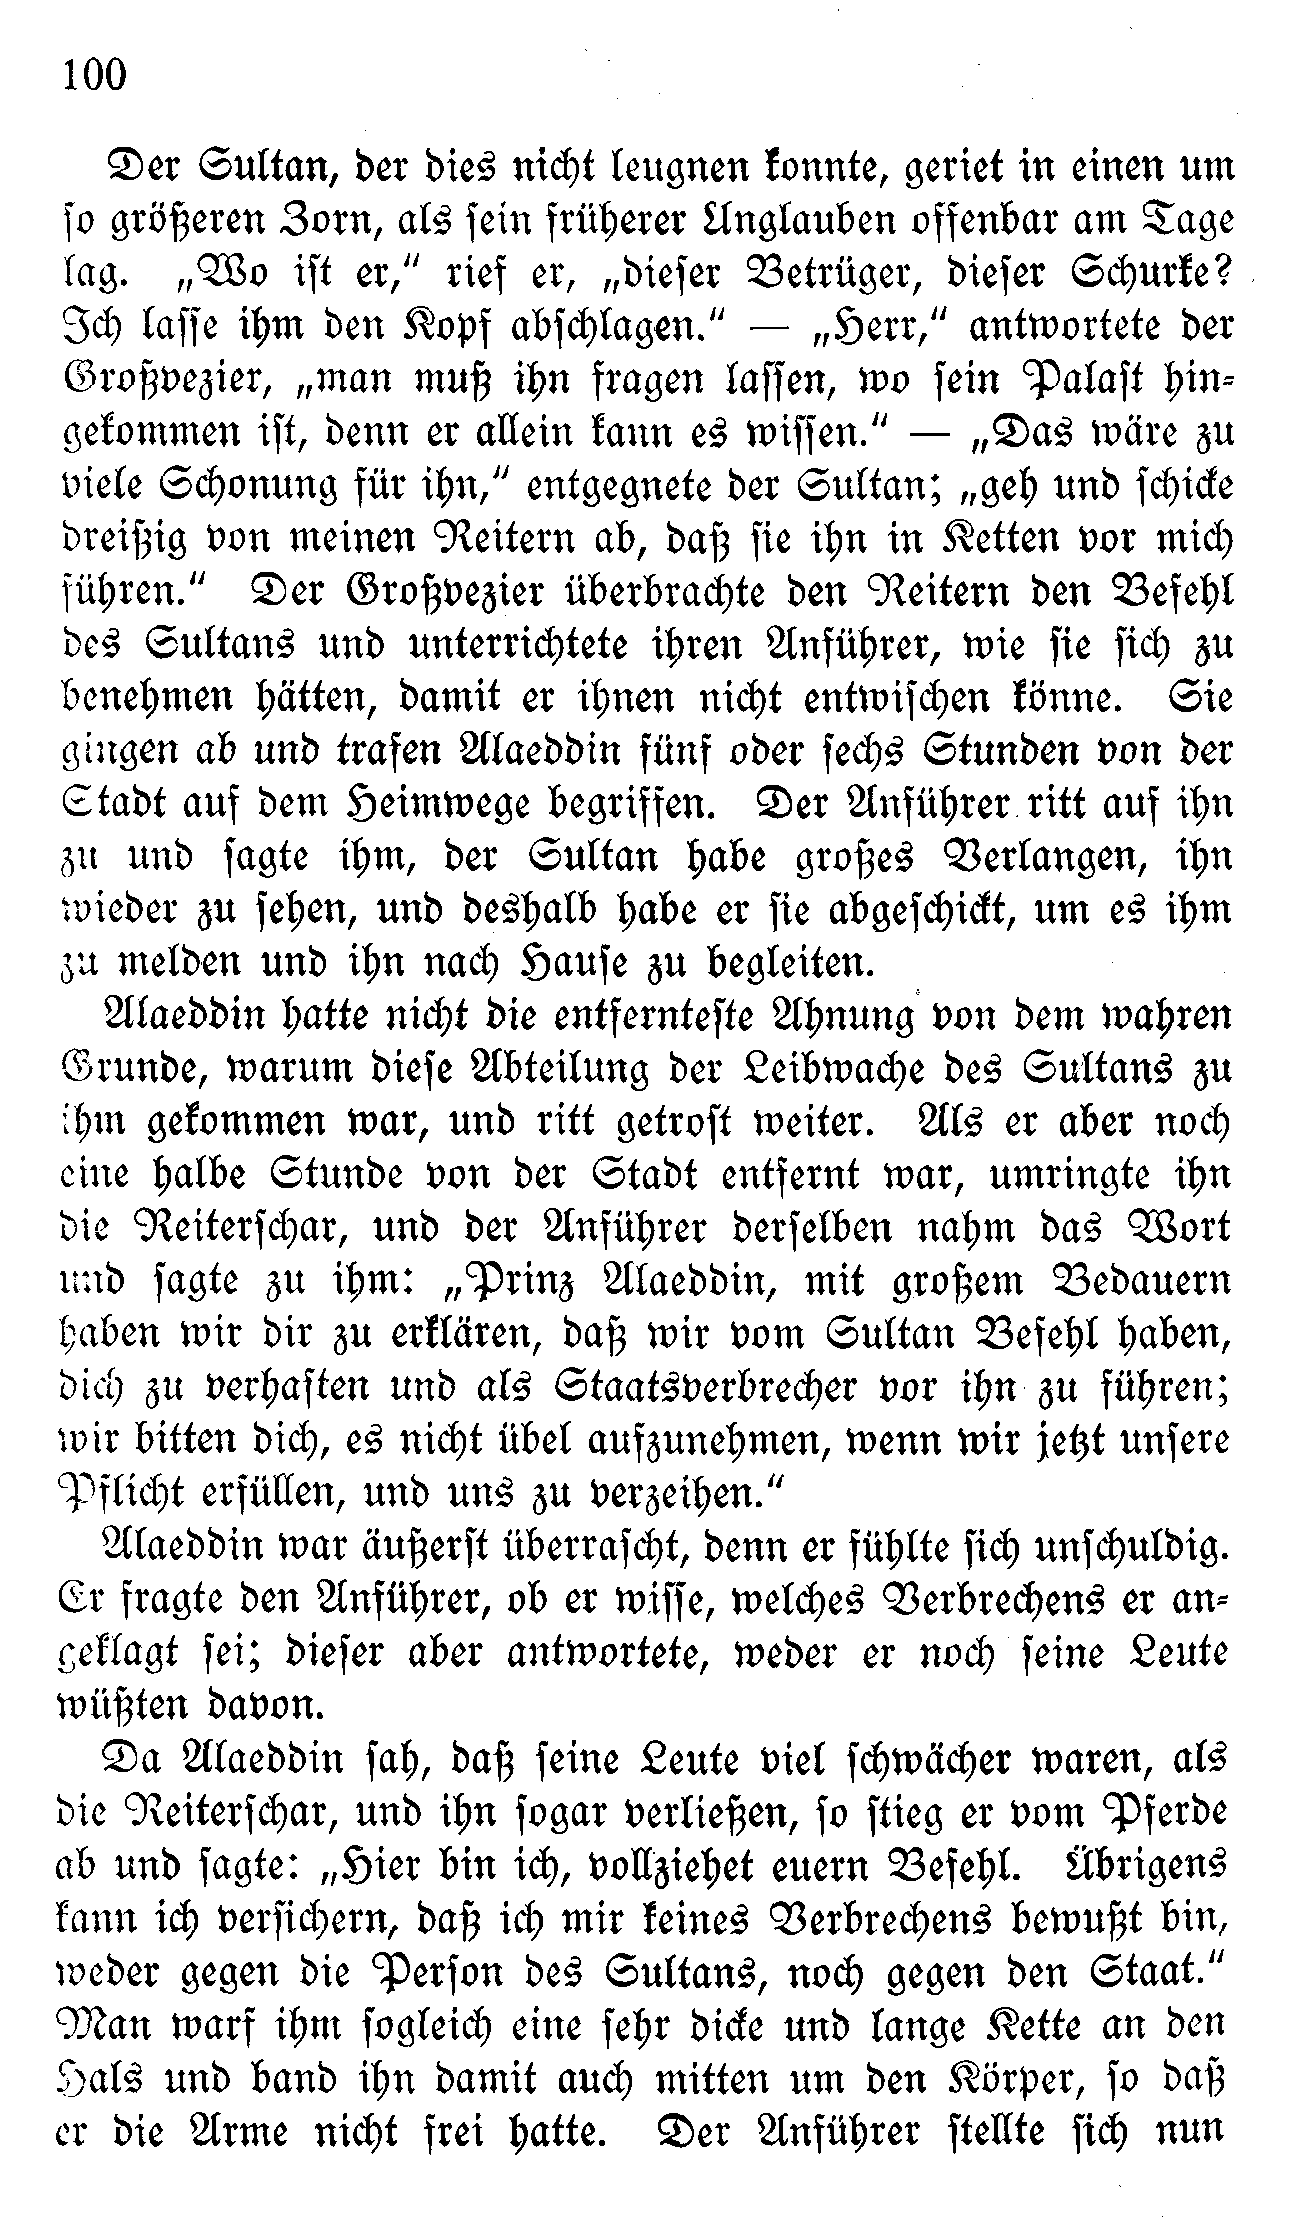 100
Der Sultan, der dies nicht leugnen konnte, geriet in einen um
so größeren Zorn, als sein früherer Unglauben offenbar am Tage
lag. „Wo ist er,“ rief er, „dieser Betrüger, dieser Schurke?
Ich lasse ihm den Kopf abschlagen.“ — „Herr,“ antwortete der
Großvezier, „man muß ihn fragen lassen, wo sein Palast hin-
gekommen ist, denn er allein kann es wissen.“ — „Das wäre zu
viele Schonung für ihn,“ entgegnete der Sultan; „geh und schicke
dreißig von meinen Reitern ab, daß sie ihn in Ketten vor mich
führen.“ Der Großvezier überbrachte den Reitern den Befehl
des Sultans und unterrichtete ihren Anführer, wie sie sich zu
benehmen hätten, damit er ihnen nicht entwischen könne. Sie
gingen ab und trafen Alaeddin fünf oder sechs Stunden von der
Stadt auf dem Heimwege begriffen. Der Anführer ritt auf ihn
zu und sagte ihm, der Sultan habe großes Verlangen, ihn
wieder zu sehen, und deshalb habe er sie abgeschickt, um es ihm
zu melden und ihn nach Hause zu begleiten.
Alaeddin hatte nicht die entfernteste Ahnung von dem wahren
Grunde, warum diese Abteilung der Leibwache des Sultans zu
ihm gekommen war, und ritt getrost weiter. Als er aber noch
eine halbe Stunde von der Stadt entfernt war, umringte ihn
die Reiterschar, und der Anführer derselben nahm das Wort
und sagte zu ihm: „Prinz Alaeddin, mit großem Bedauern
haben wir dir zu erklären, daß wir vom Sultan Befehl haben,
dich zu verhaften und als Staatsverbrecher vor ihn zu führen;
wir bitten dich, es nicht übel aufzunehmen, wenn wir jetzt unsere
Pflicht erfüllen, und uns zu verzeihen.“
Alaeddin war äußerst überrascht, denn er fühlte sich unschuldig.
Er fragte den Anführer, ob er wisse, welches Verbrechens er an-
geklagt sei; dieser aber antwortete, weder er noch seine Leute
wüßten davon.
Da Alaeddin sah, daß seine Leute viel schwächer waren, als
die Reiterschar, und ihn sogar verließen, so stieg er vom Pferde
ab und sagte: „Hier bin ich, vollziehet euern Befehl. Übrigens
kann ich versichern, daß ich mir keines Verbrechens bewußt bin,
weder gegen die Person des Sultans, noch gegen den Staat.“
Man warf ihm sogleich eine sehr dicke und lange Kette an den
Hals und band ihn damit auch mitten um den Körper, so daß
er die Arme nicht frei hatte. Der Anführer stellte sich nun